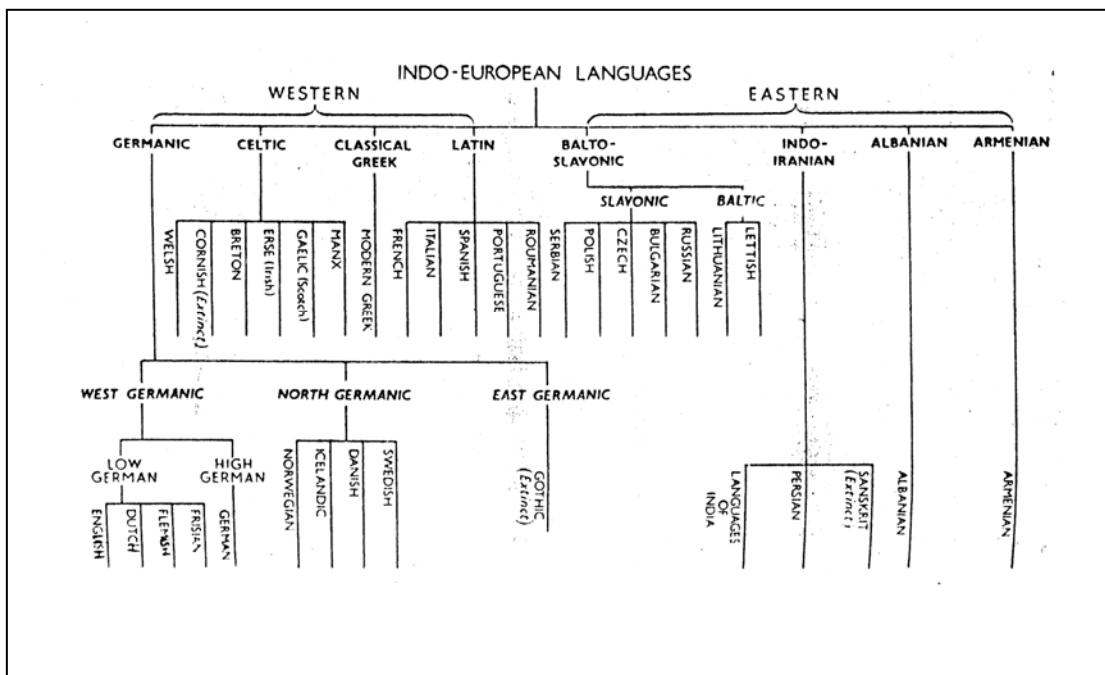 INDO-EUROPEAN LANGUAGES
WESTERN
EASTERN
GERMANIC
CELTIC
CLASSICAL
GREEK
LATIN
BALTO-
SLAVONIC
INDO-
IRANIAN
ALBANIAN
ARMENIAN
SLAVONIC
BALTIC
WELSH
CORNISH (Extinct)
BRETON
ERSE (Irish)
GAELIC (Scotch)
MANX
MODERN GREEK
FRENCH
ITALIAN
SPANISH
PORTUGUESE
ROUMANIAN
SERBIAN
POLISH
CZECH
BULGARIAN
RUSSIAN
LITHUANIAN
LETTISH
WEST GERMANIC
NORTH GERMANIC
EAST GERMANIC
LOW
GERMAN
HIGH
GERMAN
ENGLISH
DUTCH
FLEMISH
FRISIAN
GERMAN
NORWEGIAN
ICELANDIC
DANISH
SWEDISH
GOTHIC
(Extinct)
LANGUAGES
OF
INDIA
PERSIAN
SANSKRIT
(Extinct)
ALBANIAN
ARMENIAN